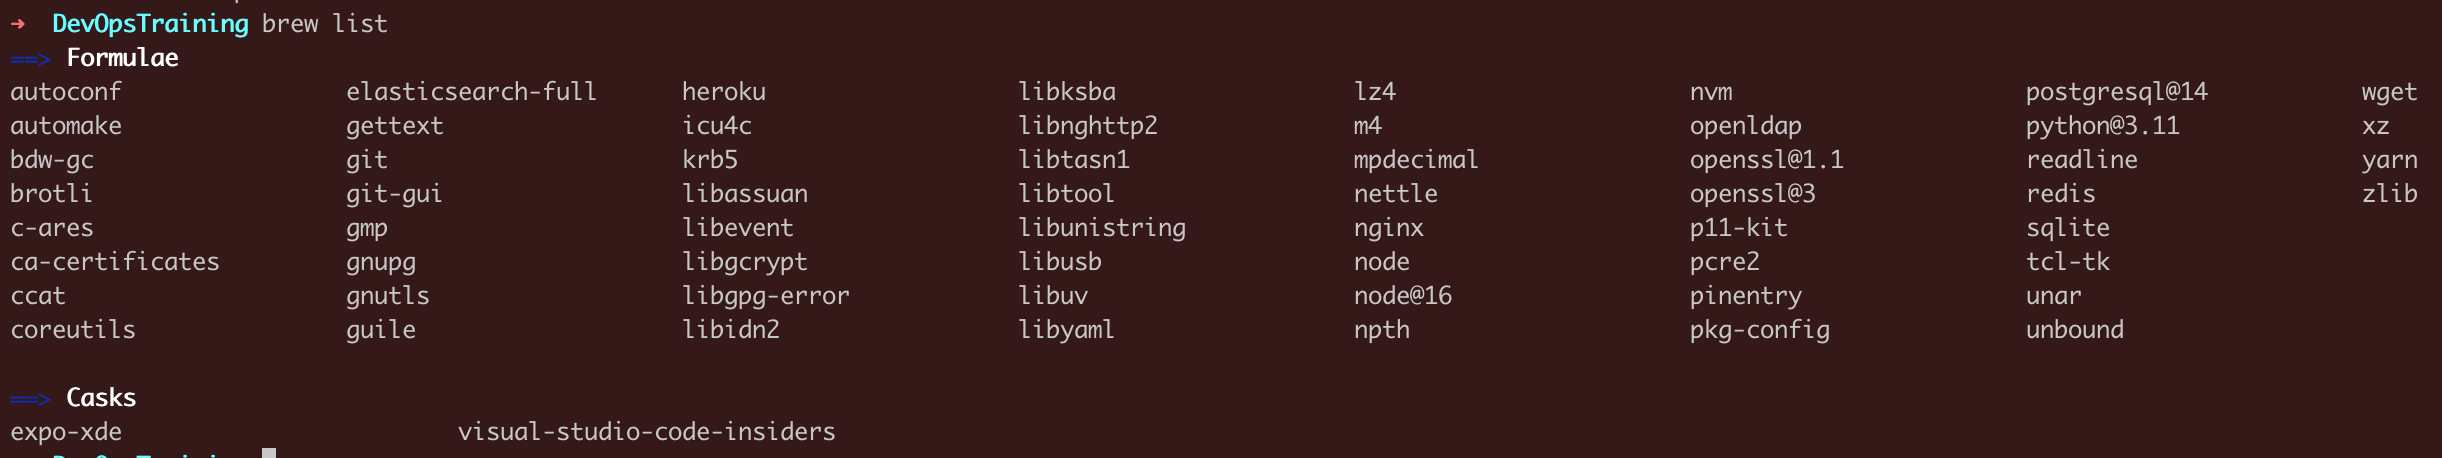 ➜ DevOpsTraining brew list
==> Formulae
autoconf elasticsearch-full heroku libksba lz4 nvm postgresql@14 wget
automake gettext icu4c libnghttp2 m4 openldap python@3.11 xz
bdw-gc git krb5 libtasn1 mpdecimal openssl@1.1 readline yarn
brotli git-gui libassuan libtool nettle openssl@3 redis zlib
c-ares gmp libevent libunistring nginx p11-kit sqlite
ca-certificates gnupg libgcrypt libusb node pcre2 tcl-tk
ccat gnutls libgpg-error libuv node@16 pinentry unar
coreutils guile libidn2 libyaml npth pkg-config unbound
==> Casks
expo-xde visual-studio-code-insiders
DevOpsTraining